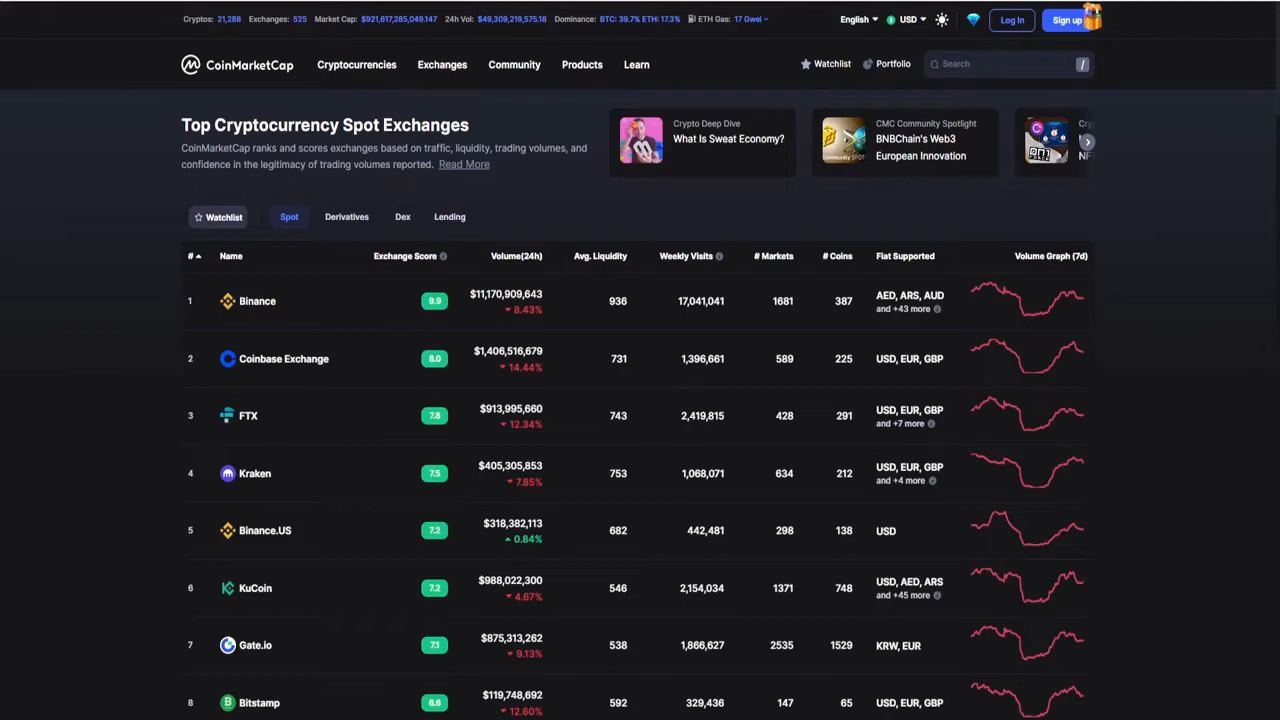 Cryptos: 21,288 Exchanges: 525 Market Cap: $921,617,285,049.147 24h Vol: $49,309,219,575.18 Dominance: BTC: 39.7% ETH: 17.3% ETH Gas: 17 Gwei English USD Log In Sign up
CoinMarketCap Cryptocurrencies Exchanges Community Products Learn Watchlist Portfolio Search /
Top Cryptocurrency Spot Exchanges
CoinMarketCap ranks and scores exchanges based on traffic, liquidity, trading volumes, and
confidence in the legitimacy of trading volumes reported. Read More
Crypto Deep Dive
What Is Sweat Economy?
CMC Community Spotlight
BNBChain's Web3
European Innovation
Watchlist Spot Derivatives Dex Lending
# Name Exchange Score Volume(24h) Avg. Liquidity Weekly Visits # Markets # Coins Fiat Supported Volume Graph (7d)
1 Binance 9.9 $11,170,909,643 936 17,041,041 1681 387 AED, ARS, AUD
8.43% and +43 more
2 Coinbase Exchange 8.0 $1,406,516,679 731 1,396,661 589 225 USD, EUR, GBP
14.44%
3 FTX 7.8 $913,995,660 743 2,419,815 428 291 USD, EUR, GBP
12.34% and +7 more
4 Kraken 7.5 $405,305,853 753 1,068,071 634 212 USD, EUR, GBP
7.85% and +4 more
5 Binance.US 7.2 $318,382,113 682 442,481 298 138 USD
0.84%
6 KuCoin 7.2 $988,022,300 546 2,154,034 1371 748 USD, AED, ARS
4.67% and +45 more
7 Gate.io 7.1 $875,313,262 538 1,866,627 2535 1529 KRW, EUR
9.13%
8 Bitstamp 6.6 $119,748,692 592 329,436 147 65 USD, EUR, GBP
12.60%